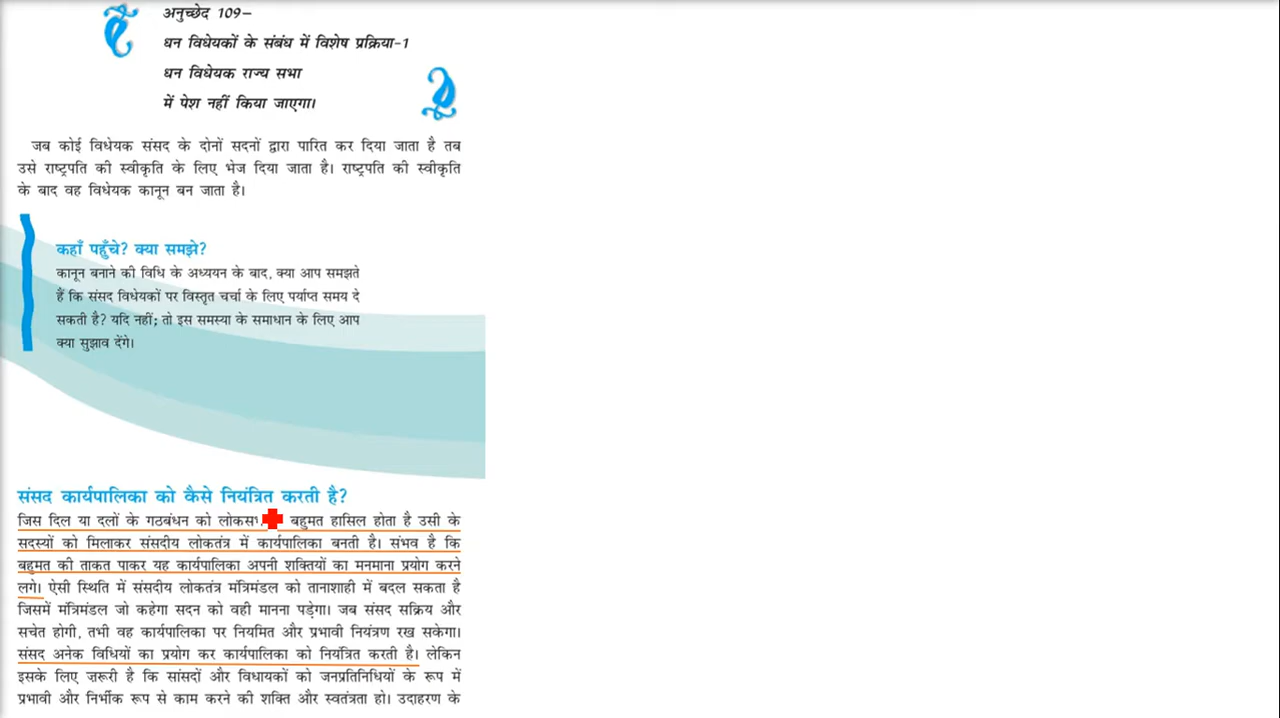 अनुच्छेद 109–
धन विधेयकों के संबंध में विशेष प्रक्रिया-1
धन विधेयक राज्य सभा
में पेश नहीं किया जाएगा।
जब कोई विधेयक संसद के दोनों सदनों द्वारा पारित कर दिया जाता है तब
उसे राष्ट्रपति की स्वीकृति के लिए भेज दिया जाता है। राष्ट्रपति की स्वीकृति
के बाद वह विधेयक कानून बन जाता है।
कहाँ पहुँचे? क्या समझे?
कानून बनाने की विधि के अध्ययन के बाद, क्या आप समझते
हैं कि संसद विधेयकों पर विस्तृत चर्चा के लिए पर्याप्त समय दे
सकती है? यदि नहीं; तो इस समस्या के समाधान के लिए आप
क्या सुझाव देंगे।
संसद कार्यपालिका को कैसे नियंत्रित करती है?
जिस दिल या दलों के गठबंधन को बहुमत हासिल होता है उसी के
सदस्यों को मिलाकर संसदीय लोकतंत्र में कार्यपालिका बनती है। संभव है कि
बहुमत की ताकत पाकर यह कार्यपालिका अपनी शक्तियों का मनमाना प्रयोग करने
लगे। ऐसी स्थिति में संसदीय लोकतंत्र मंत्रिमंडल को तानाशाही में बदल सकता है
जिसमें मंत्रिमंडल जो कहेगा सदन को वही मानना पड़ेगा। जब संसद सक्रिय और
सचेत होगी, तभी वह कार्यपालिका पर नियमित और प्रभावी नियंत्रण रख सकेगा।
संसद अनेक विधियों का प्रयोग कर कार्यपालिका को नियंत्रित करती है। लेकिन
इसके लिए ज़रूरी है कि सांसदों और विधायकों को जनप्रतिनिधियों के रूप में
प्रभावी और निर्भीक रूप से काम करने की शक्ति और स्वतंत्रता हो। उदाहरण के